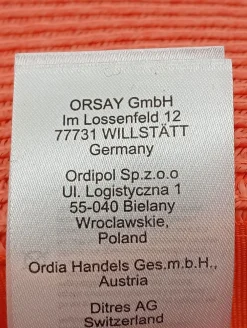 ORSAY GmbH
Im Lossenfeld 12
77731 WILLSTÄTT
Germany
Ordipol Sp.z.o.o
Ul. Logistyczna 1
55-040 Bielany
Wroclawskie,
Poland
Ordia Handels Ges.m.b.H.,
Austria
Ditres AG
Switzerland